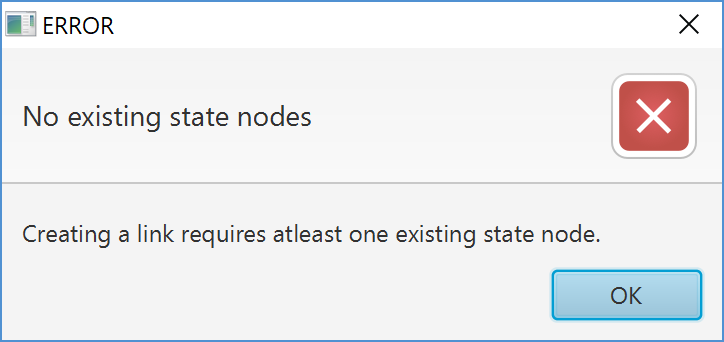 ERROR
No existing state nodes
Creating a link requires atleast one existing state node.
OK